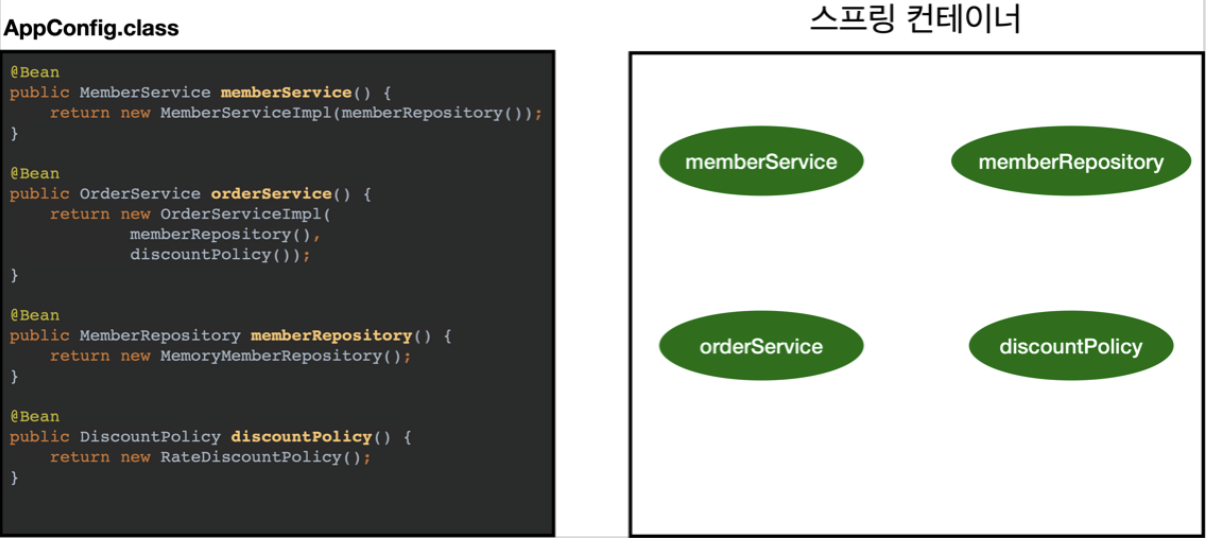 AppConfig.class
@Bean
public MemberService memberService() {
    return new MemberServiceImpl(memberRepository());
}
@Bean
public OrderService orderService() {
    return new OrderServiceImpl(
            memberRepository(),
            discountPolicy());
}
@Bean
public MemberRepository memberRepository() {
    return new MemoryMemberRepository();
}
@Bean
public DiscountPolicy discountPolicy() {
    return new RateDiscountPolicy();
}
스프링 컨테이너
memberService
memberRepository
orderService
discountPolicy